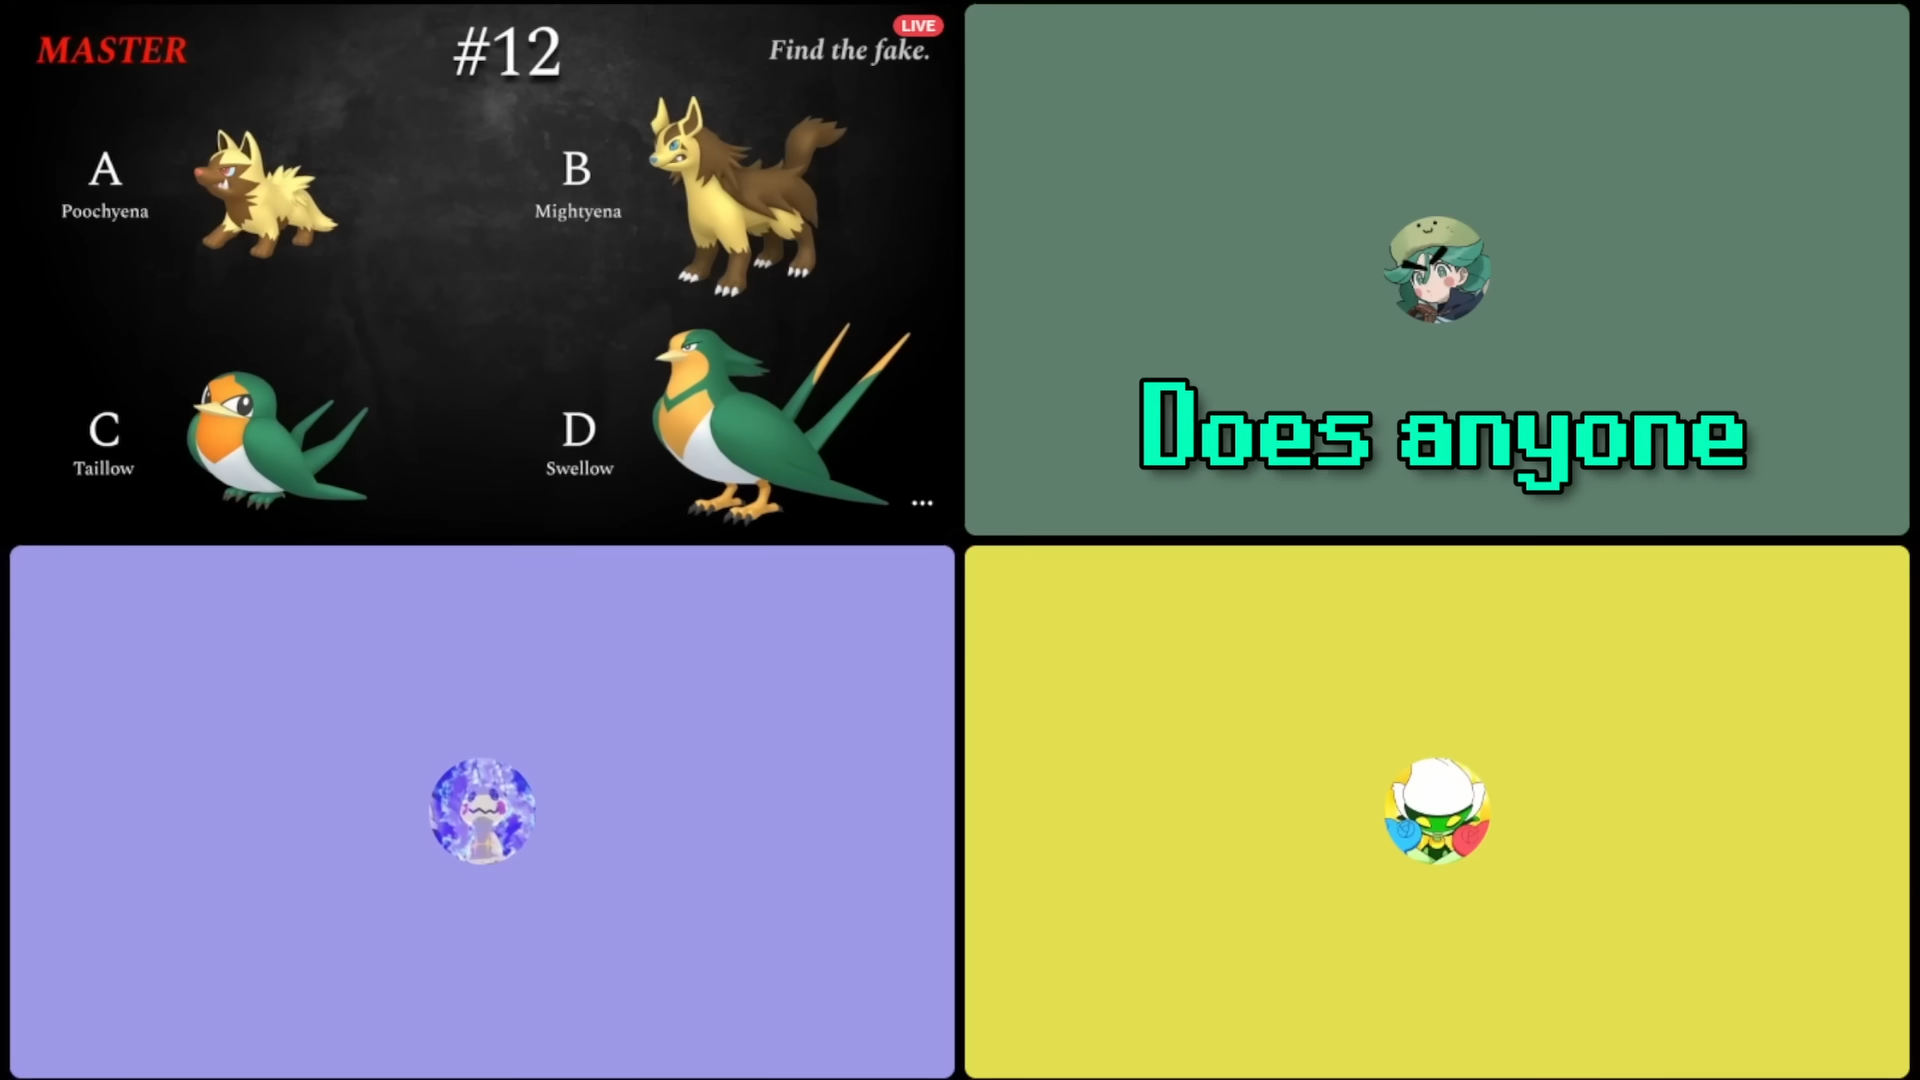 MASTER
#12
LIVE
Find the fake.
A
Poochyena
B
Mightyena
C
Taillow
D
Swellow
...
Does anyone